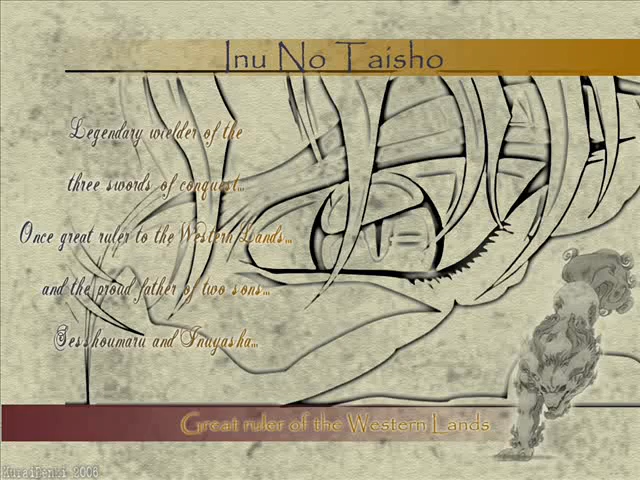 Inu No Taisho
Legendary wielder of the
three swords of conquest...
Once great ruler to the Western Lands...
and the proud father of two sons...
Sesshoumaru and Inuyasha...
Great ruler of the Western Lands
2006